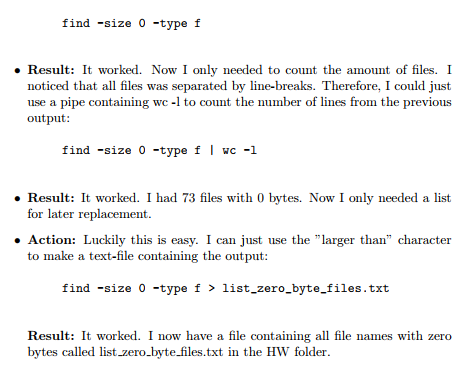 find -size 0 -type f
• Result: It worked. Now I only needed to count the amount of files. I
noticed that all files was separated by line-breaks. Therefore, I could just
use a pipe containing wc -l to count the number of lines from the previous
output:
find -size 0 -type f | wc -l
• Result: It worked. I had 73 files with 0 bytes. Now I only needed a list
for later replacement.
• Action: Luckily this is easy. I can just use the ”larger than” character
to make a text-file containing the output:
find -size 0 -type f > list_zero_byte_files.txt
Result: It worked. I now have a file containing all file names with zero
bytes called list_zero_byte_files.txt in the HW folder.